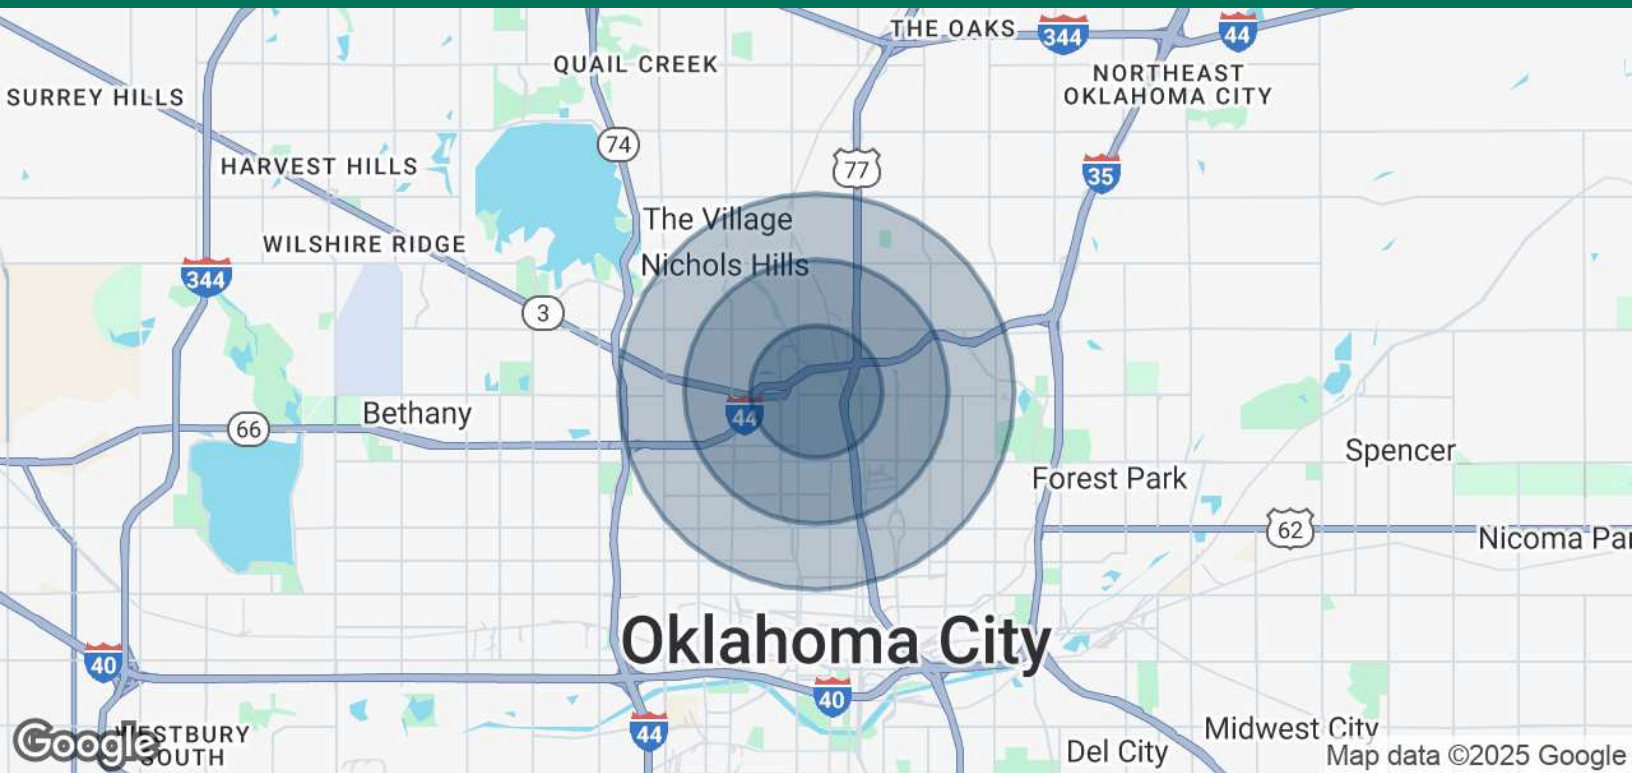 THE OAKS
344
44
QUAIL CREEK
NORTHEAST
OKLAHOMA CITY
SURREY HILLS
74
HARVEST HILLS
77
35
The Village
WILSHIRE RIDGE
Nichols Hills
344
3
44
Bethany
66
Spencer
Forest Park
62
Nicoma Par
Oklahoma City
40
40
44
WESTBURY
SOUTH
Midwest City
Del City
Google
Map data ©2025 Google